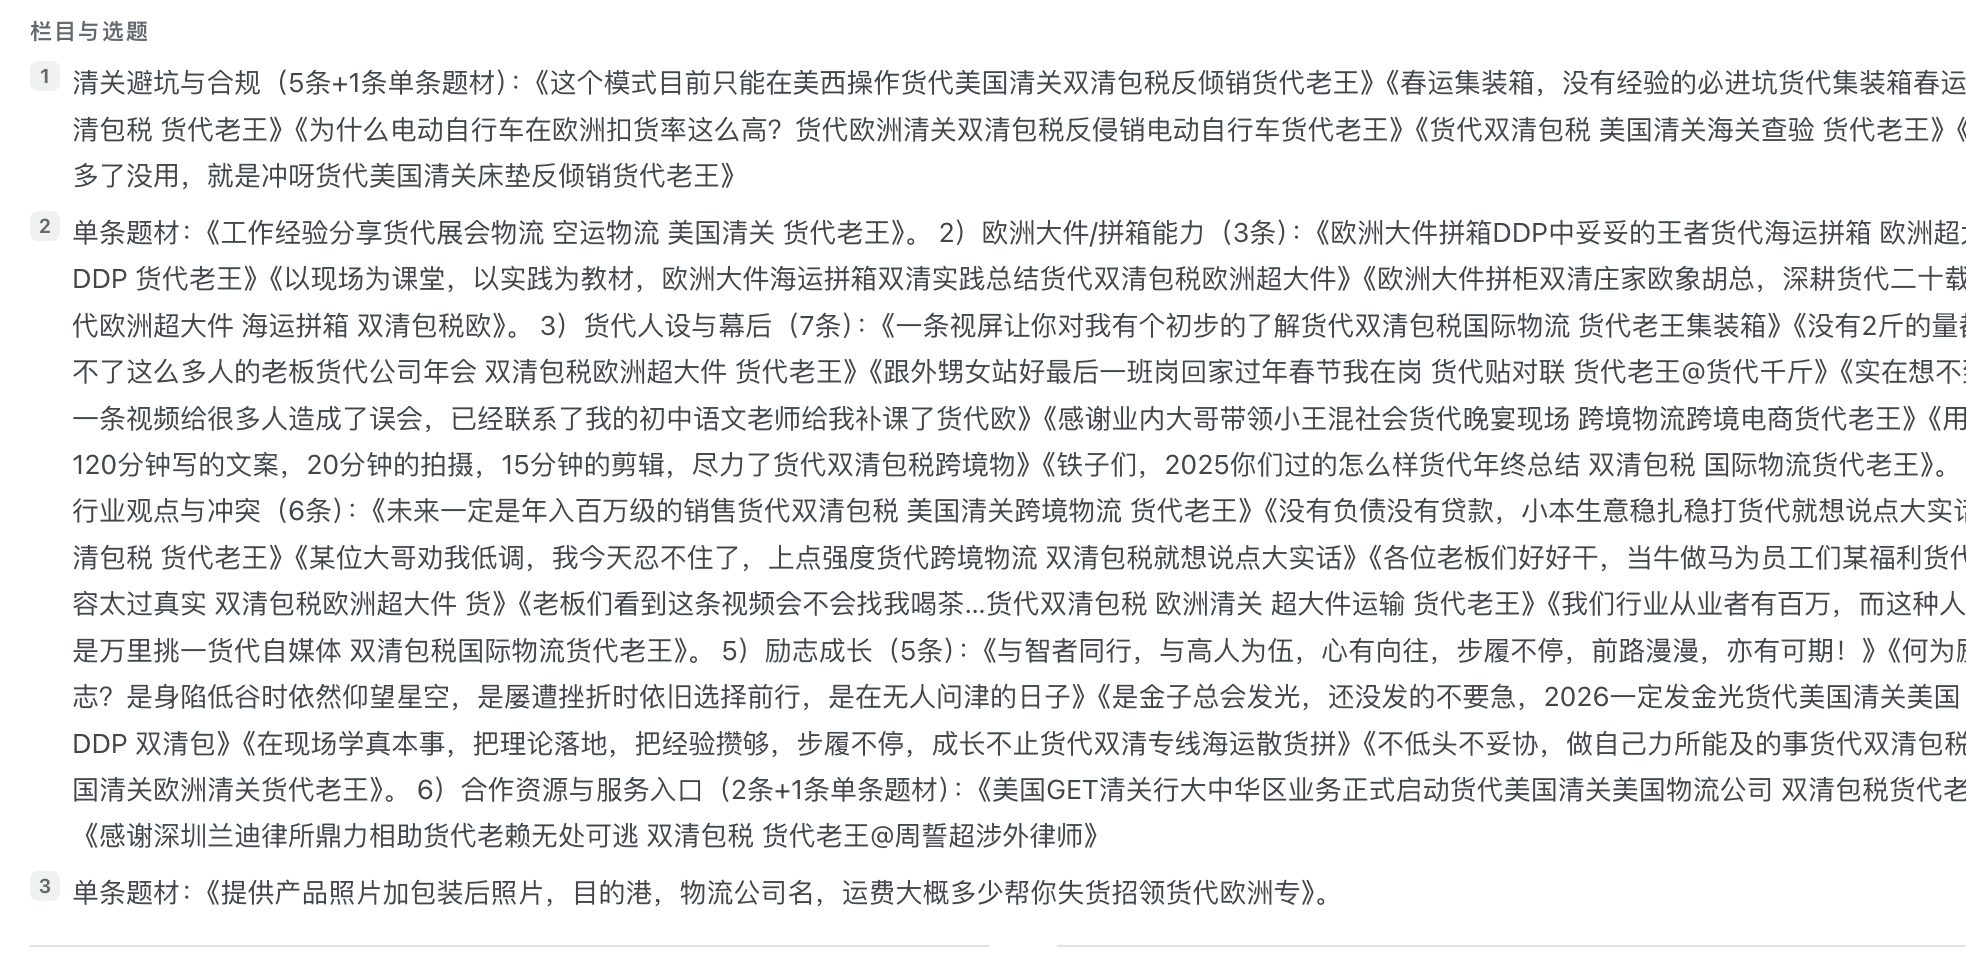 栏目与选题
1 清关避坑与合规（5条+1条单条题材）：《这个模式目前只能在美西操作货代美国清关双清包税反倾销货代老王》《春运集装箱，没有经验的必进坑货代集装箱春运
清包税 货代老王》《为什么电动自行车在欧洲扣货率这么高？货代欧洲清关双清包税反侵销电动自行车货代老王》《货代双清包税 美国清关海关查验 货代老王》《
多了没用，就是冲呀货代美国清关床垫反倾销货代老王》
2 单条题材：《工作经验分享货代展会物流 空运物流 美国清关 货代老王》。 2）欧洲大件/拼箱能力（3条）：《欧洲大件拼箱DDP中妥妥的王者货代海运拼箱 欧洲超
DDP 货代老王》《以现场为课堂，以实践为教材，欧洲大件海运拼箱双清实践总结货代双清包税欧洲超大件》《欧洲大件拼柜双清庄家欧象胡总，深耕货代二十载
代欧洲超大件 海运拼箱 双清包税欧》。 3）货代人设与幕后（7条）：《一条视屏让你对我有个初步的了解货代双清包税国际物流 货代老王集装箱》《没有2斤的量
不了这么多人的老板货代公司年会 双清包税欧洲超大件 货代老王》《跟外甥女站好最后一班岗回家过年春节我在岗 货代贴对联 货代老王@货代千斤》《实在想不
一条视频给很多人造成了误会，已经联系了我的初中语文老师给我补课了货代欧》《感谢业内大哥带领小王混社会货代晚宴现场 跨境物流跨境电商货代老王》《用
120分钟写的文案，20分钟的拍摄，15分钟的剪辑，尽力了货代双清包税跨境物》《铁子们，2025你们过的怎么样货代年终总结 双清包税 国际物流货代老王》。
行业观点与冲突（6条）：《未来一定是年入百万级的销售货代双清包税 美国清关跨境物流 货代老王》《没有负债没有贷款，小本生意稳扎稳打货代就想说点大实
清包税 货代老王》《某位大哥劝我低调，我今天忍不住了，上点强度货代跨境物流 双清包税就想说点大实话》《各位老板们好好干，当牛做马为员工们某福利货代
容太过真实 双清包税欧洲超大件 货》《老板们看到这条视频会不会找我喝茶...货代双清包税 欧洲清关 超大件运输 货代老王》《我们行业从业者有百万，而这种人
是万里挑一货代自媒体 双清包税国际物流货代老王》。 5）励志成长（5条）：《与智者同行，与高人为伍，心有向往，步履不停，前路漫漫，亦有可期！》《何为励
志？是身陷低谷时依然仰望星空，是屡遭挫折时依旧选择前行，是在无人问津的日子》《是金子总会发光，还没发的不要急，2026一定发金光货代美国清关美国
DDP 双清包》《在现场学真本事，把理论落地，把经验攒够，步履不停，成长不止货代双清专线海运散货拼》《不低头不妥协，做自己力所能及的事货代双清包税
国清关欧洲清关货代老王》。 6）合作资源与服务入口（2条+1条单条题材）：《美国GET清关行大中华区业务正式启动货代美国清关美国物流公司 双清包税货代老
《感谢深圳兰迪律所鼎力相助货代老赖无处可逃 双清包税 货代老王@周誓超涉外律师》
3 单条题材：《提供产品照片加包装后照片，目的港，物流公司名，运费大概多少帮你失货招领货代欧洲专》。